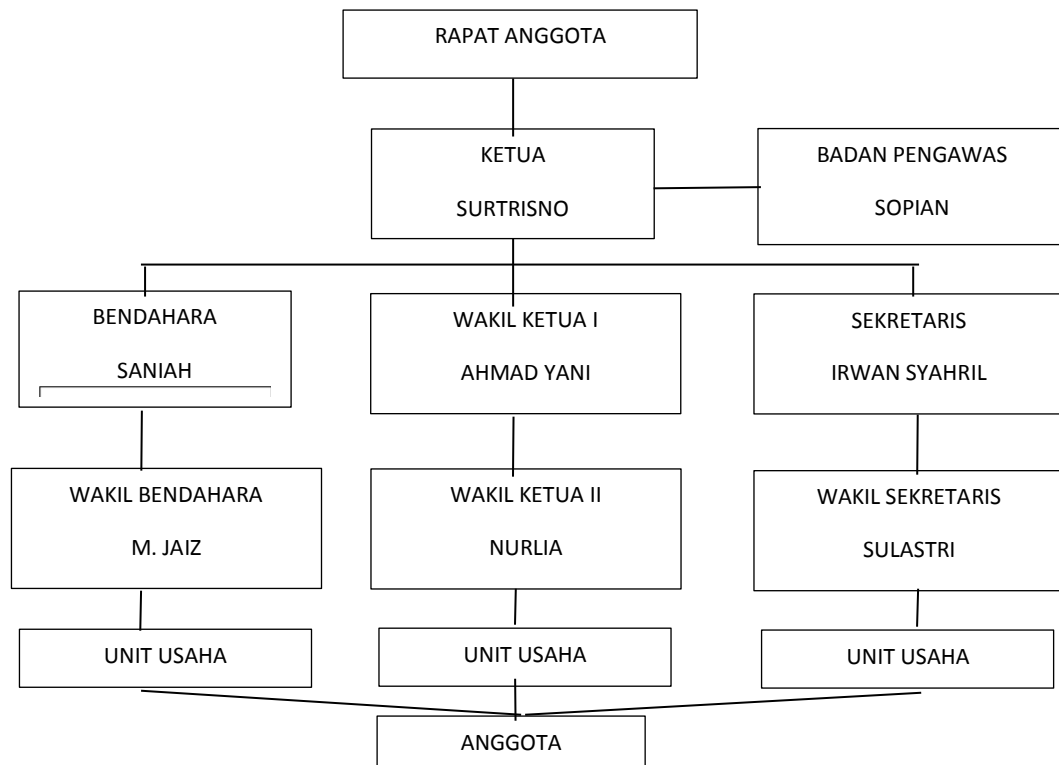 RAPAT ANGGOTA
KETUA
SURTRISNO
BADAN PENGAWAS
SOPIAN
BENDAHARA
SANIAH
WAKIL KETUA I
AHMAD YANI
SEKRETARIS
IRWAN SYAHRIL
WAKIL BENDAHARA
M. JAIZ
WAKIL KETUA II
NURLIA
WAKIL SEKRETARIS
SULASTRI
UNIT USAHA
UNIT USAHA
UNIT USAHA
ANGGOTA